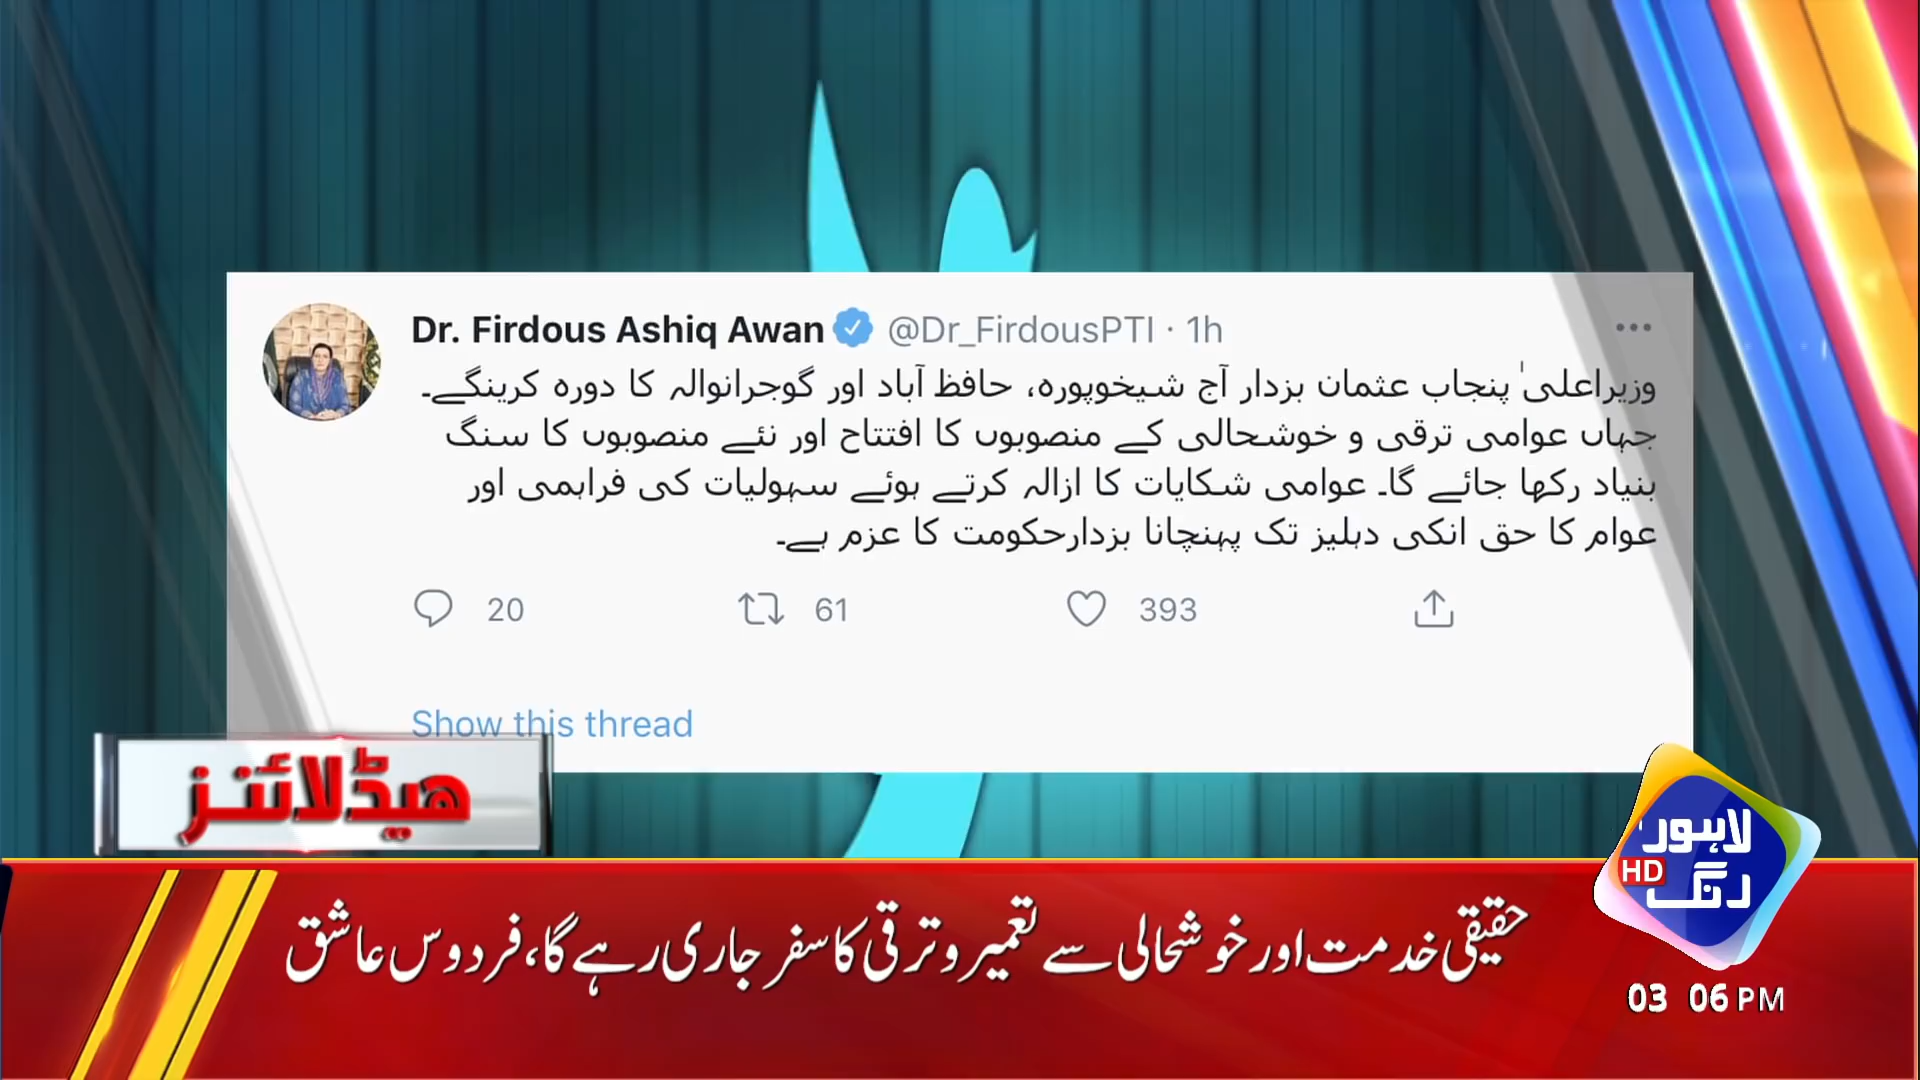 Dr. Firdous Ashiq Awan @Dr_FirdousPTI · 1h
وزیراعلیٰ پنجاب عثمان بزدار آج شیخوپورہ، حافظ آباد اور گوجرانوالہ کا دورہ کرینگے۔
جہاں عوامی ترقی و خوشحالی کے منصوبوں کا افتتاح اور نئے منصوبوں کا سنگ
بنیاد رکھا جائے گا۔ عوامی شکایات کا ازالہ کرتے ہوئے سہولیات کی فراہمی اور
عوام کا حق انکی دہلیز تک پہنچانا بزدارحکومت کا عزم ہے۔
20 61 393
Show this thread
ہیڈلائنز
لاہور
رنگ
HD
حقیقی خدمت اور خوشحالی سے تعمیر و ترقی کا سفر جاری رہے گا، فردوس عاشق
03 06 PM